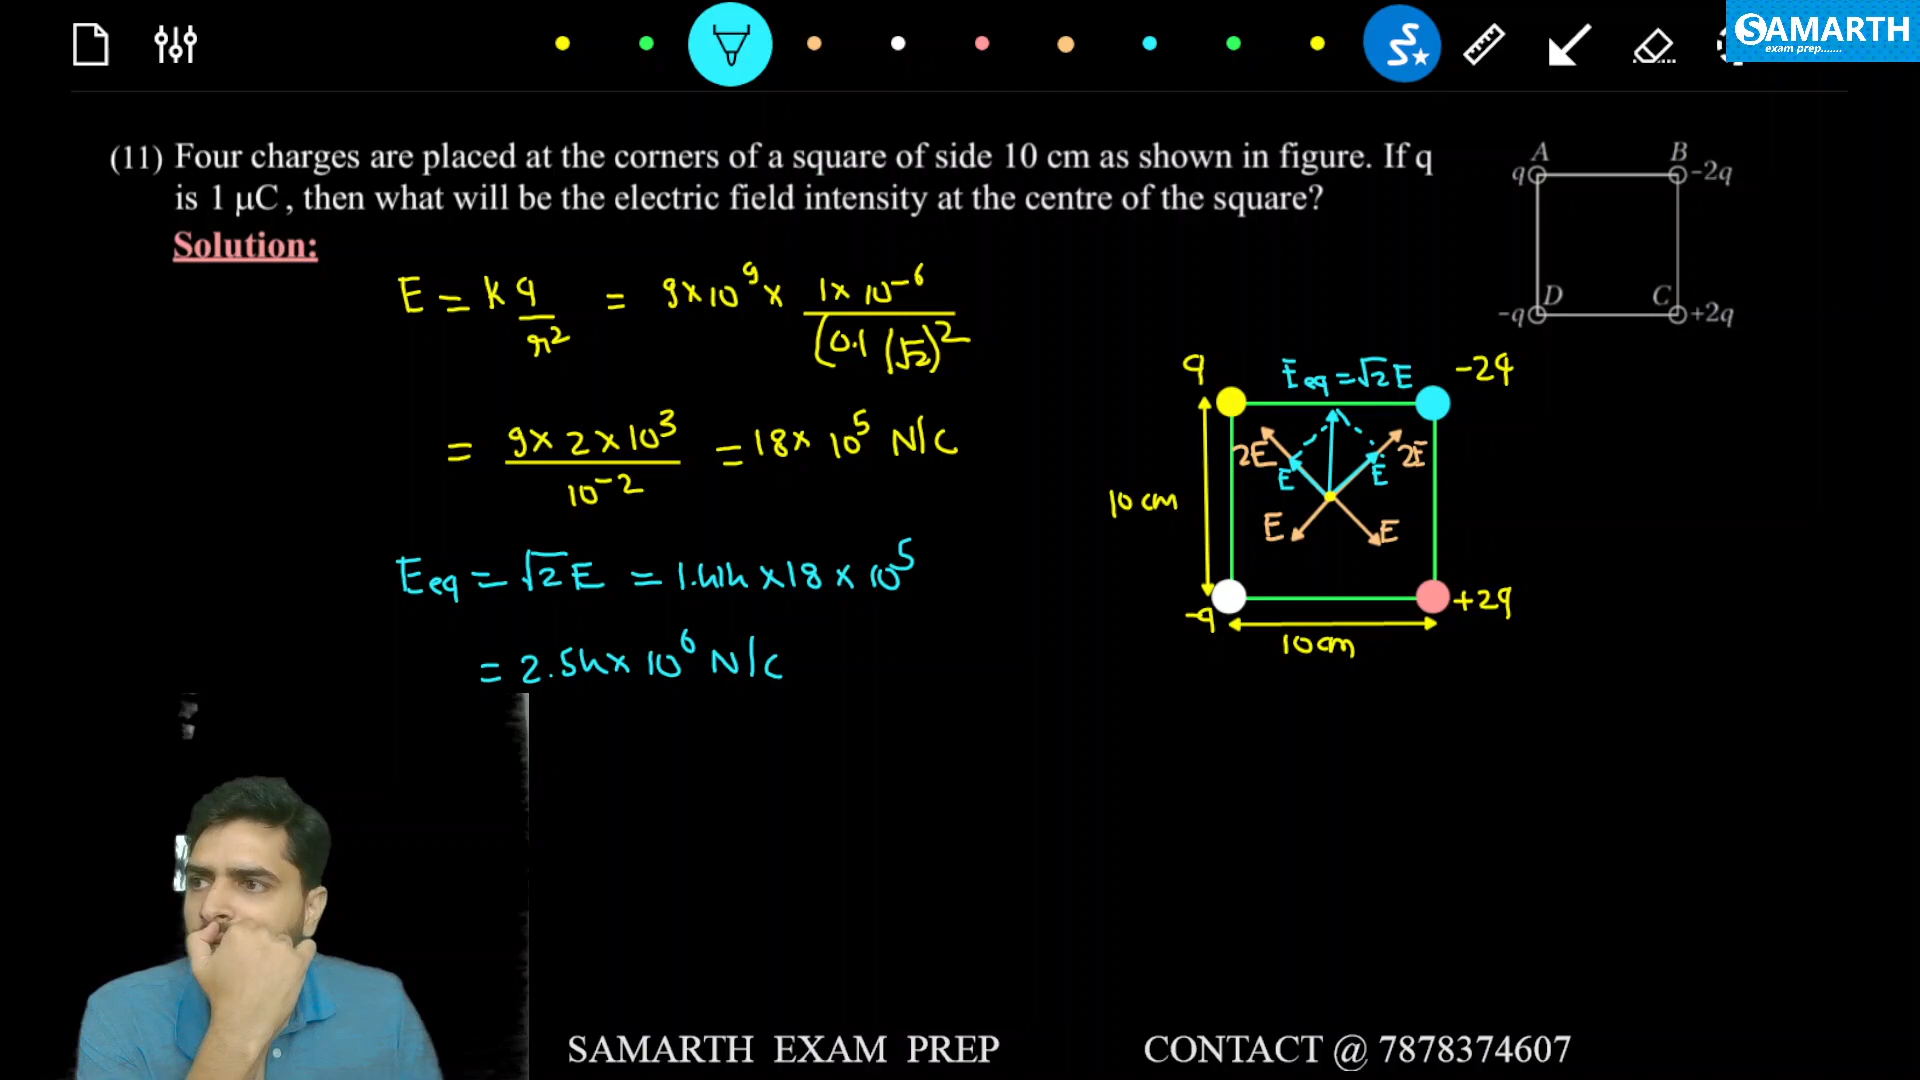 SAMARTH
exam prep.......
(11) Four charges are placed at the corners of a square of side 10 cm as shown in figure. If q
is 1 μC, then what will be the electric field intensity at the centre of the square?
A B
q -2q
D C
-q +2q
Solution:
E = k q/r² = 9×10⁹ × 1×10⁻⁶/(0.1/(√2))²
= 9×2×10³/10⁻² = 18×10⁵ N/C
Eeq = √2E = 1.414×18×10⁵
= 2.54×10⁶ N/C
q Eeq=√2E -2q
2E 2E
E E
10 cm
E E
-q +2q
10cm
SAMARTH EXAM PREP CONTACT @ 7878374607